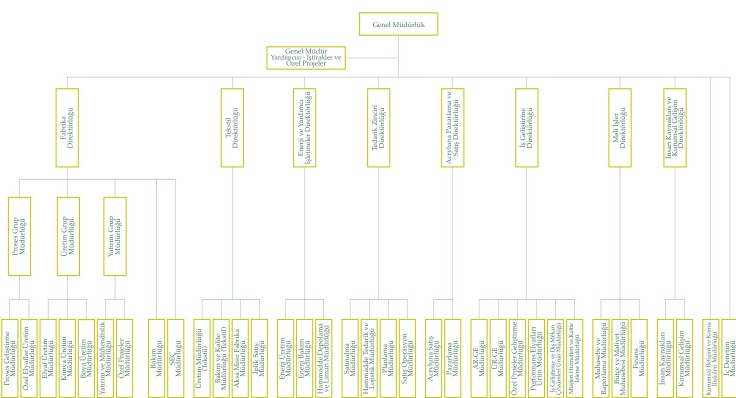 Genel Müdürlük
Genel Müdür
Yardımcısı - İştirakler ve
Özel Projeler
Fabrika
Direktörlüğü
Tekstil
Direktörlüğü
Enerji ve Yardımcı
İşletmeler Direktörlüğü
Tedarik Zinciri
Direktörlüğü
Acryluna Pazarlama ve
Satış Direktörlüğü
İş Geliştirme
Direktörlüğü
Mali İşler
Direktörlüğü
İnsan Kaynakları ve
Kurumsal Gelişim
Direktörlüğü
Proses Grup
Müdürlüğü
Üretim Grup
Müdürlüğü
Yatırım Grup
Müdürlüğü
Proses Geliştirme
Müdürlüğü
Özel Elyaflar Üretim
Müdürlüğü
Elyaf Üretim
Müdürlüğü
Kimya Üretim
Müdürlüğü
Boya Üretim
Müdürlüğü
Yatırım ve Mühendislik
Müdürlüğü
Özel Projeler
Müdürlüğü
Bakım
Müdürlüğü
SEÇ
Müdürlüğü
Üretim Müdürlüğü
(Tekstil)
Bakım ve Kalite
Müdürlüğü (Tekstil)
Aksa Mısır Fabrika
Müdürlüğü
İplik Satış
Müdürlüğü
Enerji Üretim
Müdürlüğü
Enerji Bakım
Müdürlüğü
Hammadde Depolama
ve Liman Müdürlüğü
Satınalma
Müdürlüğü
Hammadde Tedarik ve
Lojistik Müdürlüğü
Planlama
Müdürlüğü
Satış Operasyon
Müdürlüğü
Acryluna Satış
Müdürlüğü
Pazarlama
Müdürlüğü
AR-GE
Müdürlüğü
ÜR-GE
Müdürlüğü
Özel Projeler Geliştirme
Müdürlüğü
Performans Elyafları
Ürün Müdürlüğü
İş Geliştirme ve Dış Mekan
Çözümler Ürün Müdürlüğü
Müşteri Hizmetleri ve Kalite
İzleme Müdürlüğü
Muhasebe ve
Raporlama Müdürlüğü
Bütçe ve Maliyet
Muhasebesi Müdürlüğü
Finans
Müdürlüğü
İnsan Kaynakları
Müdürlüğü
Kurumsal Gelişim
Müdürlüğü
Kurumsal İletişim ve Kamu
İlişkileri Müdürlüğü
İç Denetim
Müdürlüğü